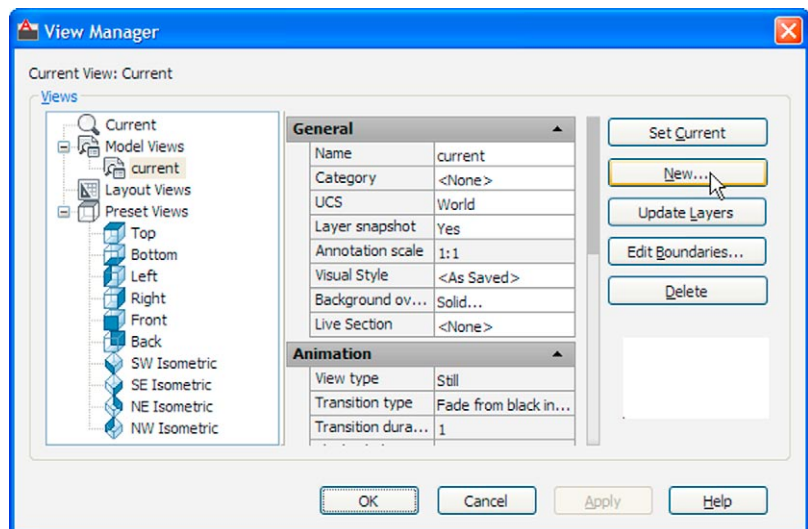 View Manager
Current View: Current
Views
Current
Model Views
current
Layout Views
Preset Views
Top
Bottom
Left
Right
Front
Back
SW Isometric
SE Isometric
NE Isometric
NW Isometric
General
Name current
Category <None>
UCS World
Layer snapshot Yes
Annotation scale 1:1
Visual Style <As Saved>
Background ov... Solid...
Live Section <None>
Animation
View type Still
Transition type Fade from black in...
Transition dura... 1
Set Current
New...
Update Layers
Edit Boundaries...
Delete
OK Cancel Apply Help